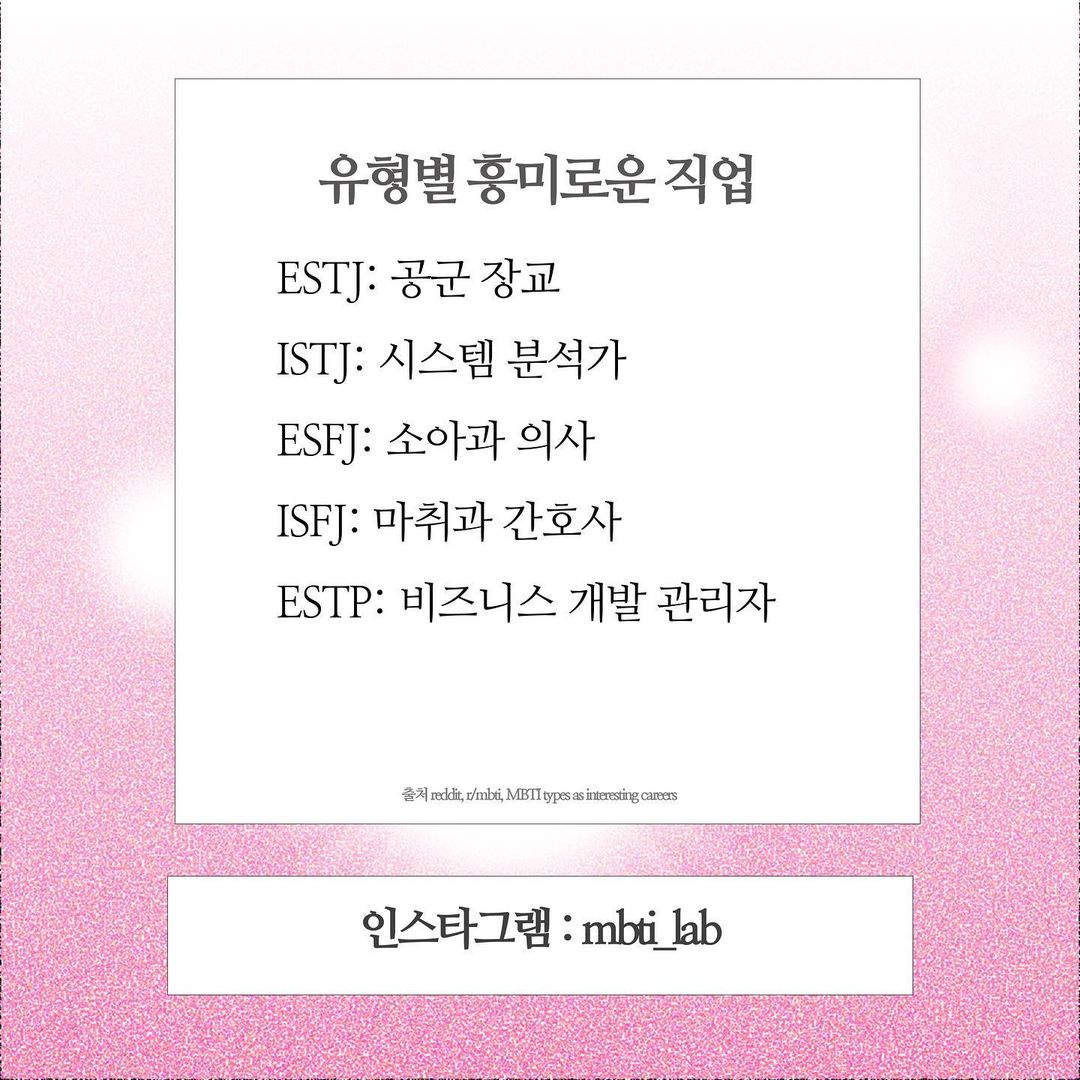 유형별 흥미로운 직업
ESTJ: 공군 장교
ISTJ: 시스템 분석가
ESFJ: 소아과 의사
ISFJ: 마취과 간호사
ESTP: 비즈니스 개발 관리자
출처 reddit, r/mbti, MBTI types as interesting careers
인스타그램 : mbti_lab